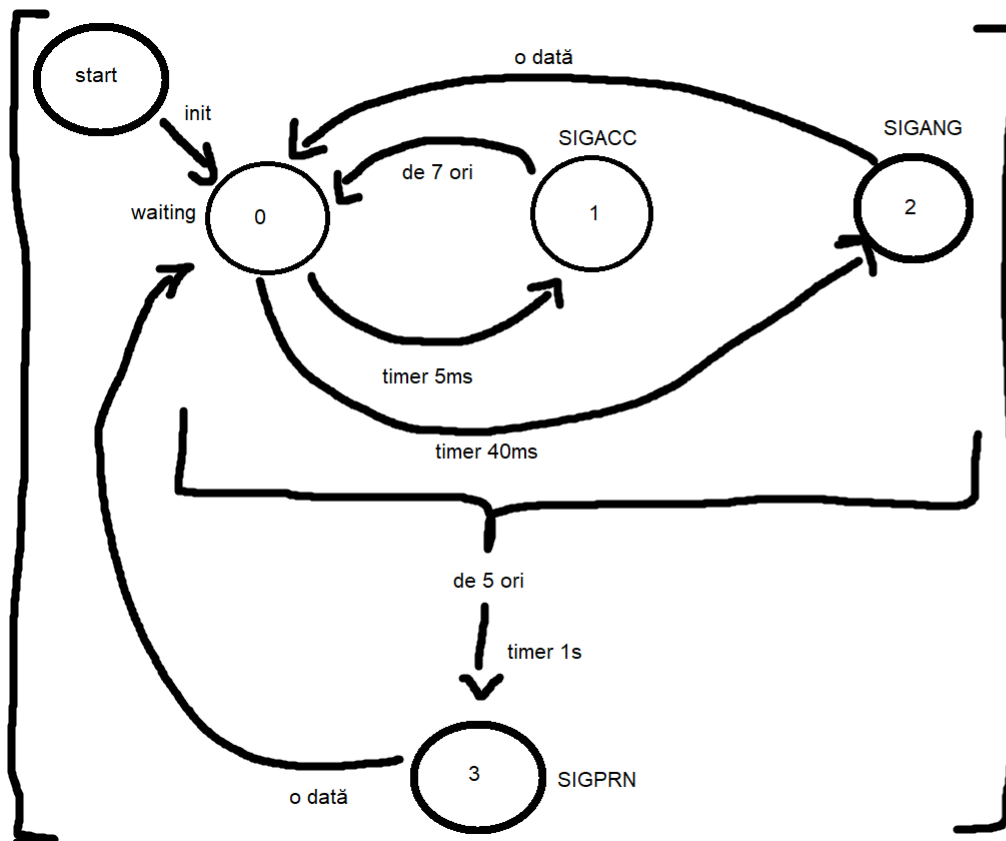 start
o dată
init
SIGANG
SIGACC
de 7 ori
waiting
0
1
2
timer 5ms
timer 40ms
de 5 ori
timer 1s
3
SIGPRN
o dată